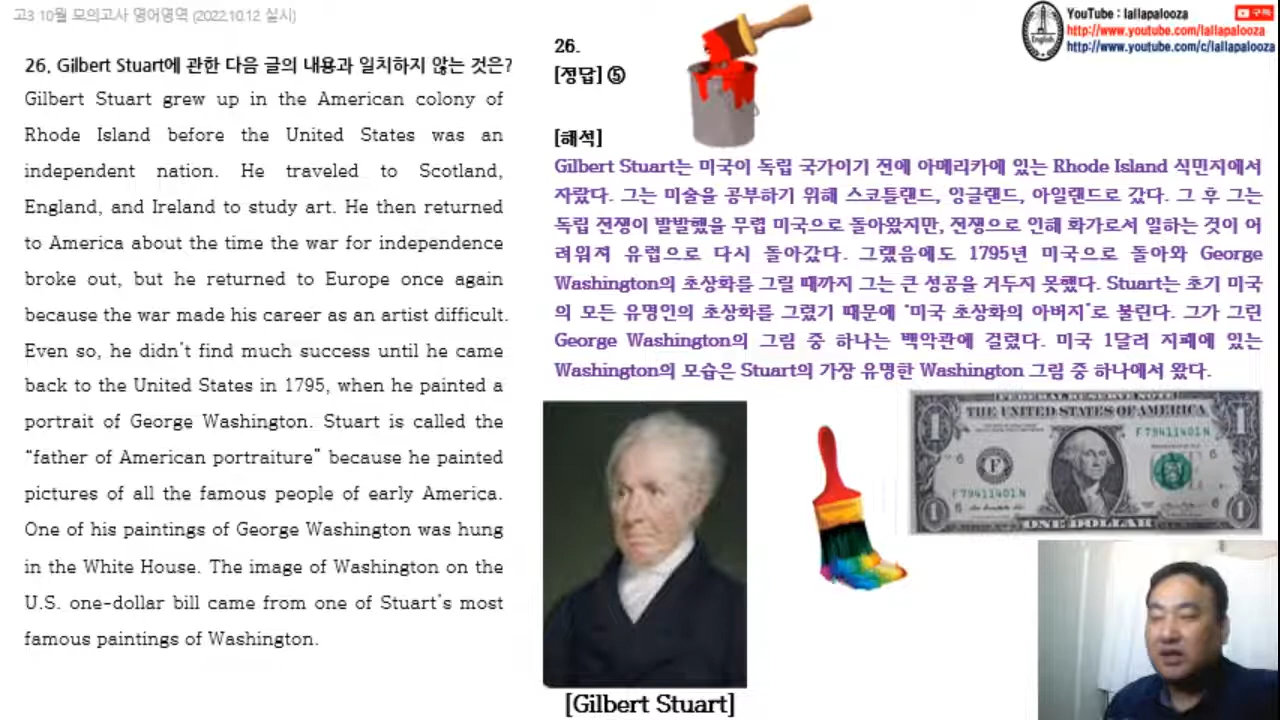 고3 10월 모의고사 영어영역 (2022.10.12 실시)
26. Gilbert Stuart에 관한 다음 글의 내용과 일치하지 않는 것은?
Gilbert Stuart grew up in the American colony of
Rhode Island before the United States was an
independent nation. He traveled to Scotland,
England, and Ireland to study art. He then returned
to America about the time the war for independence
broke out, but he returned to Europe once again
because the war made his career as an artist difficult.
Even so, he didn't find much success until he came
back to the United States in 1795, when he painted a
portrait of George Washington. Stuart is called the
“father of American portraiture” because he painted
pictures of all the famous people of early America.
One of his paintings of George Washington was hung
in the White House. The image of Washington on the
U.S. one-dollar bill came from one of Stuart's most
famous paintings of Washington.
26.
[정답] ⑤
[해석]
Gilbert Stuart는 미국이 독립 국가이기 전에 아메리카에 있는 Rhode Island 식민지에서
자랐다. 그는 미술을 공부하기 위해 스코틀랜드, 잉글랜드, 아일랜드로 갔다. 그 후 그는
독립 전쟁이 발발했을 무렵 미국으로 돌아왔지만, 전쟁으로 인해 화가로서 일하는 것이 어
려워져 유럽으로 다시 돌아갔다. 그랬음에도 1795년 미국으로 돌아와 George
Washington의 초상화를 그릴 때까지 그는 큰 성공을 거두지 못했다. Stuart는 초기 미국
의 모든 유명인의 초상화를 그렸기 때문에 '미국 초상화의 아버지'로 불린다. 그가 그린
George Washington의 그림 중 하나는 백악관에 걸렸다. 미국 1달러 지폐에 있는
Washington의 모습은 Stuart의 가장 유명한 Washington 그림 중 하나에서 왔다.
[Gilbert Stuart]
English
YouTube : lallapalooza
구독
http://www.youtube.com/lallapalooza
http://www.youtube.com/c/lallapalooza
FEDERAL RESERVE NOTE
THE UNITED STATES OF AMERICA
F 79411401 N
F
F 79411401 N
ONE DOLLAR